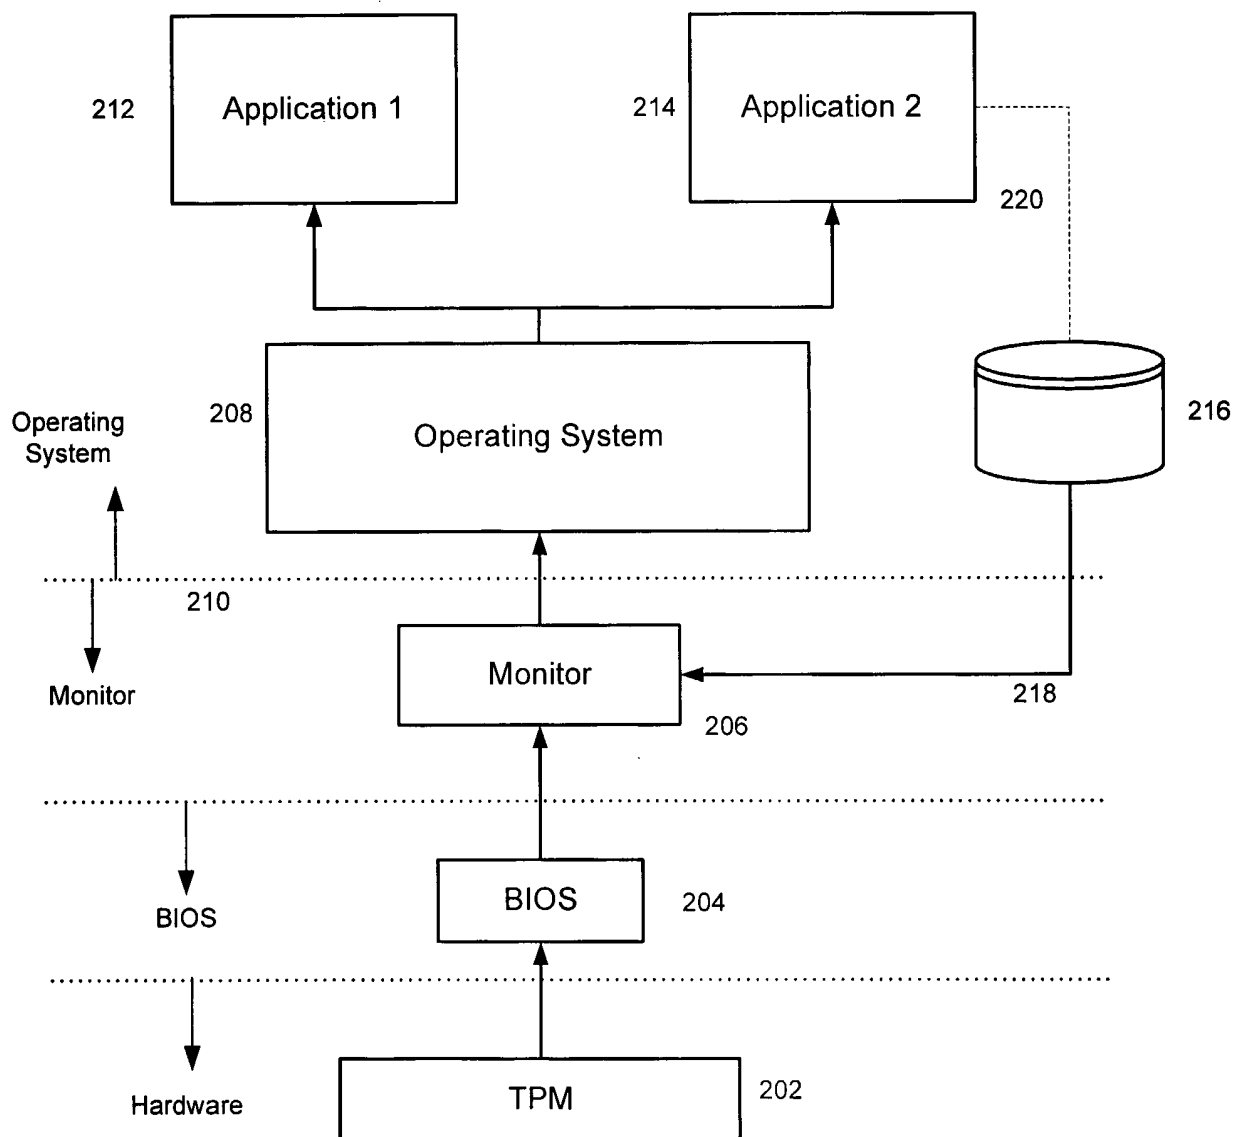 Application 1
212
Application 2
214
220
Operating System
208
216
Operating
System
210
Monitor
218
Monitor
206
BIOS
204
BIOS
TPM
202
Hardware